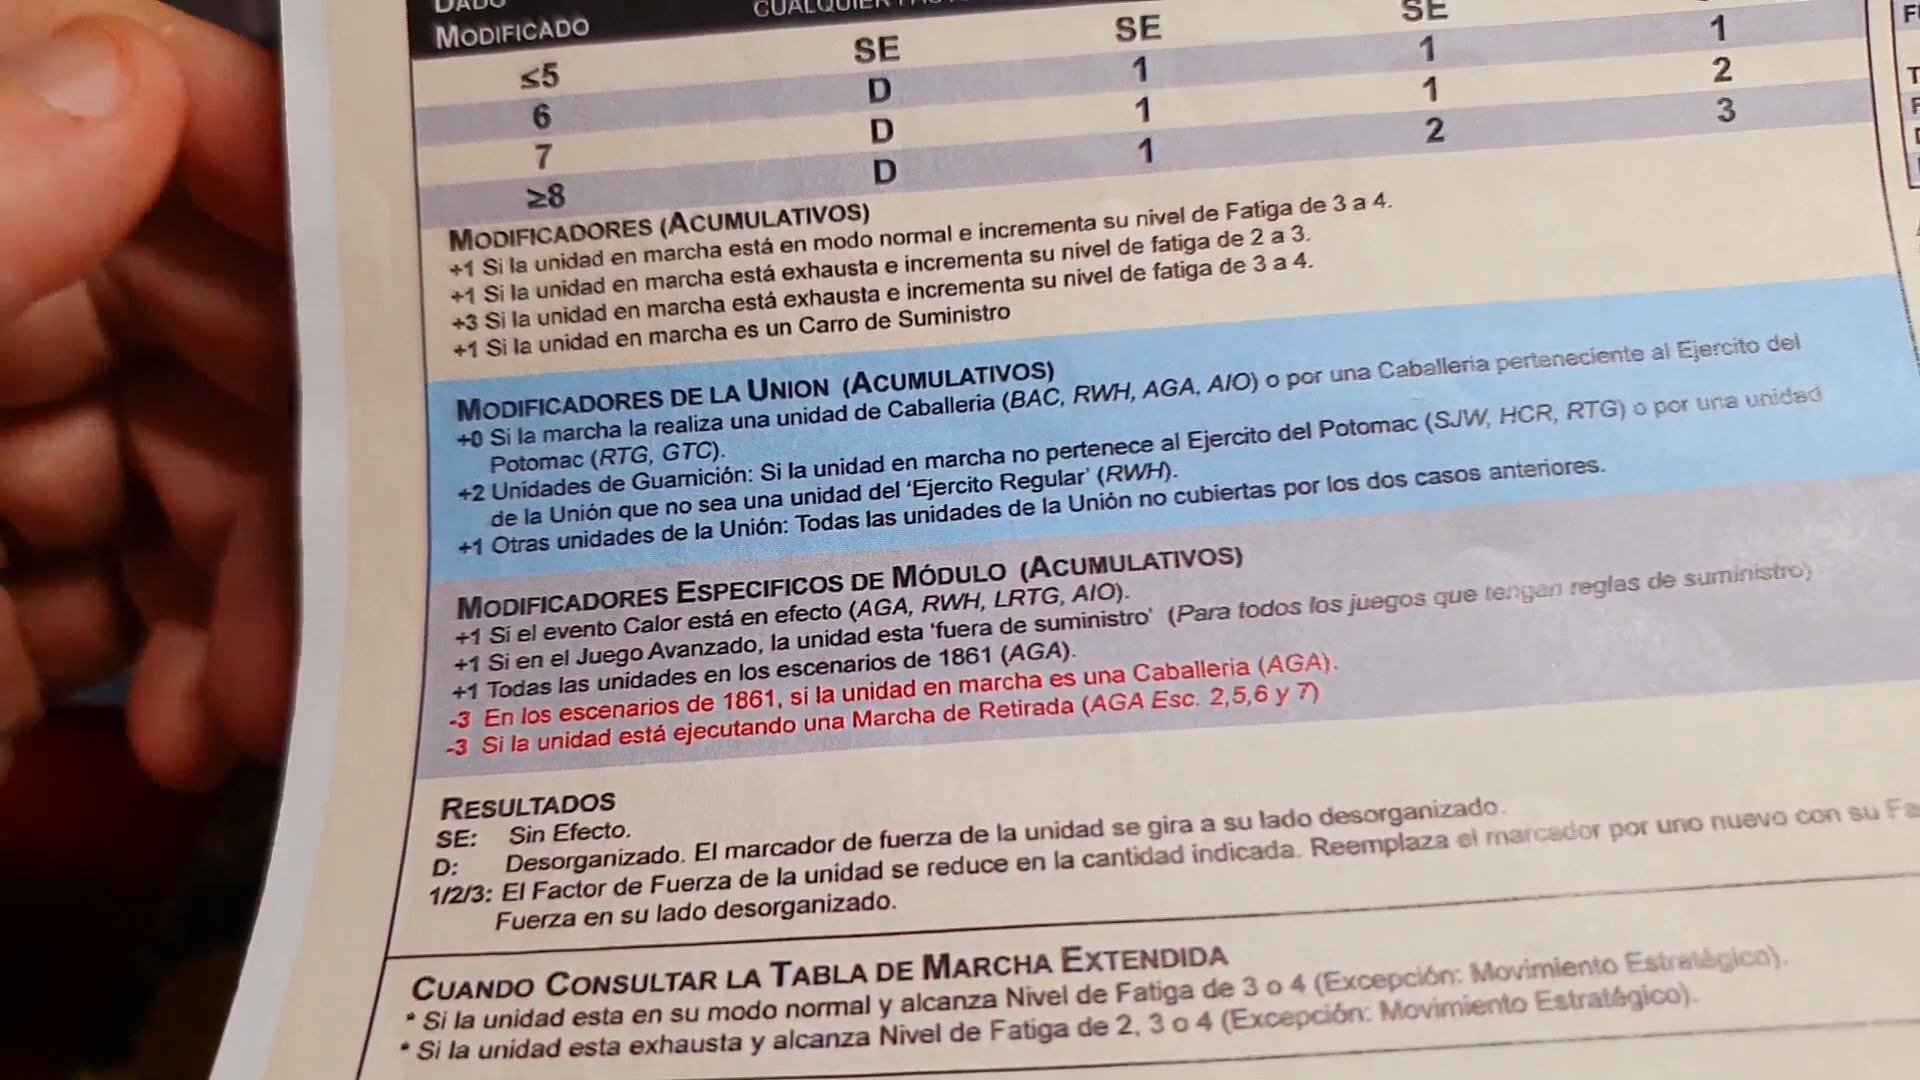 DADO
MODIFICADO
≤5 SE SE SE 1
6 D 1 1 2
7 D 1 1 3
≥8 D 1 2
MODIFICADORES (ACUMULATIVOS)
+1 Si la unidad en marcha está en modo normal e incrementa su nivel de Fatiga de 3 a 4.
+1 Si la unidad en marcha está exhausta e incrementa su nivel de fatiga de 2 a 3.
+3 Si la unidad en marcha está exhausta e incrementa su nivel de fatiga de 3 a 4.
+1 Si la unidad en marcha es un Carro de Suministro
MODIFICADORES DE LA UNION (ACUMULATIVOS)
+0 Si la marcha la realiza una unidad de Caballeria (BAC, RWH, AGA, AIO) o por una Caballeria perteneciente al Ejercito del
Potomac (RTG, GTC).
+2 Unidades de Guarnición: Si la unidad en marcha no pertenece al Ejercito del Potomac (SJW, HCR, RTG) o por una unidad
de la Unión que no sea una unidad del 'Ejercito Regular' (RWH).
+1 Otras unidades de la Unión: Todas las unidades de la Unión no cubiertas por los dos casos anteriores.
MODIFICADORES ESPECIFICOS DE MÓDULO (ACUMULATIVOS)
+1 Si el evento Calor está en efecto (AGA, RWH, LRTG, AIO).
+1 Si en el Juego Avanzado, la unidad esta 'fuera de suministro' (Para todos los juegos que tengan reglas de suministro)
+1 Todas las unidades en los escenarios de 1861 (AGA).
-3 En los escenarios de 1861, si la unidad en marcha es una Caballeria (AGA).
-3 Si la unidad está ejecutando una Marcha de Retirada (AGA Esc. 2,5,6 y 7)
RESULTADOS
SE: Sin Efecto.
D: Desorganizado. El marcador de fuerza de la unidad se gira a su lado desorganizado.
1/2/3: El Factor de Fuerza de la unidad se reduce en la cantidad indicada. Reemplaza el marcador por uno nuevo con su Fa
Fuerza en su lado desorganizado.
CUANDO CONSULTAR LA TABLA DE MARCHA EXTENDIDA
* Si la unidad esta en su modo normal y alcanza Nivel de Fatiga de 3 o 4 (Excepción: Movimiento Estratégico).
* Si la unidad esta exhausta y alcanza Nivel de Fatiga de 2, 3 o 4 (Excepción: Movimiento Estratégico).